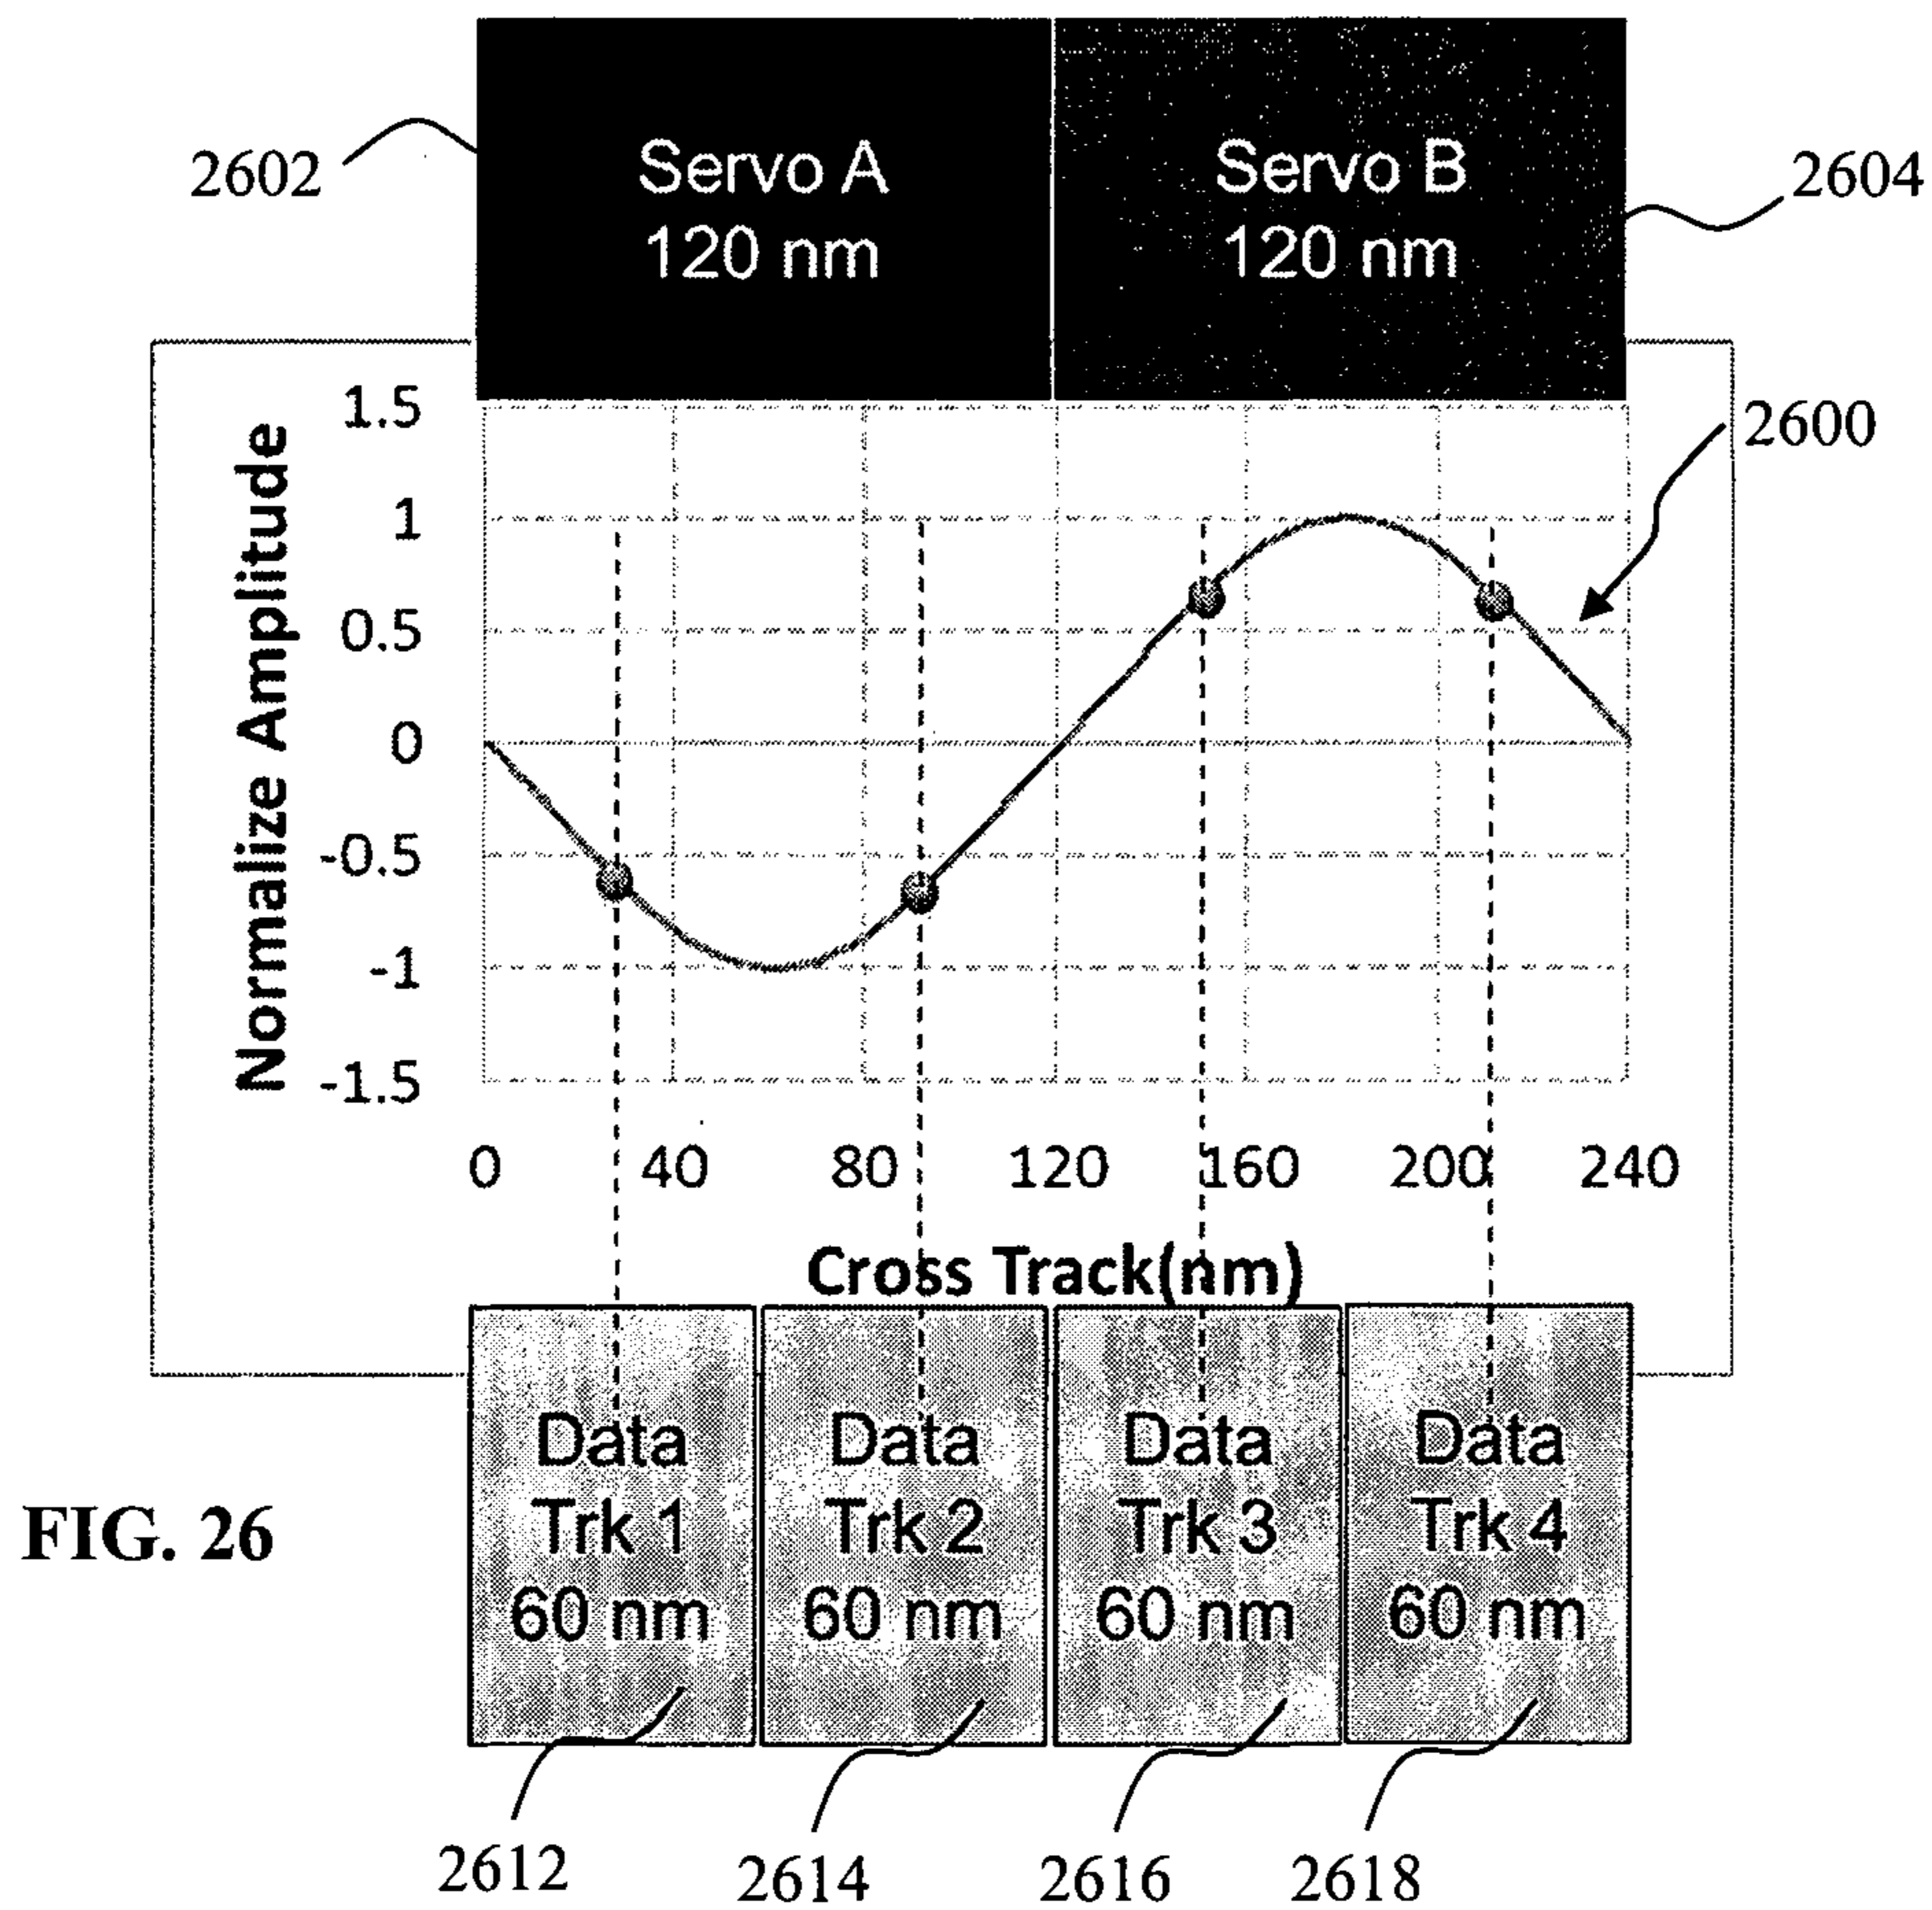 Servo A
120 nm
Servo B
120 nm
2602
2604
2600
Normalize Amplitude
1.5
1
0.5
0
-0.5
-1
-1.5
0 40 80 120 160 200 240
Cross Track(nm)
Data
Trk 1
60 nm
Data
Trk 2
60 nm
Data
Trk 3
60 nm
Data
Trk 4
60 nm
FIG. 26
2612
2614
2616
2618